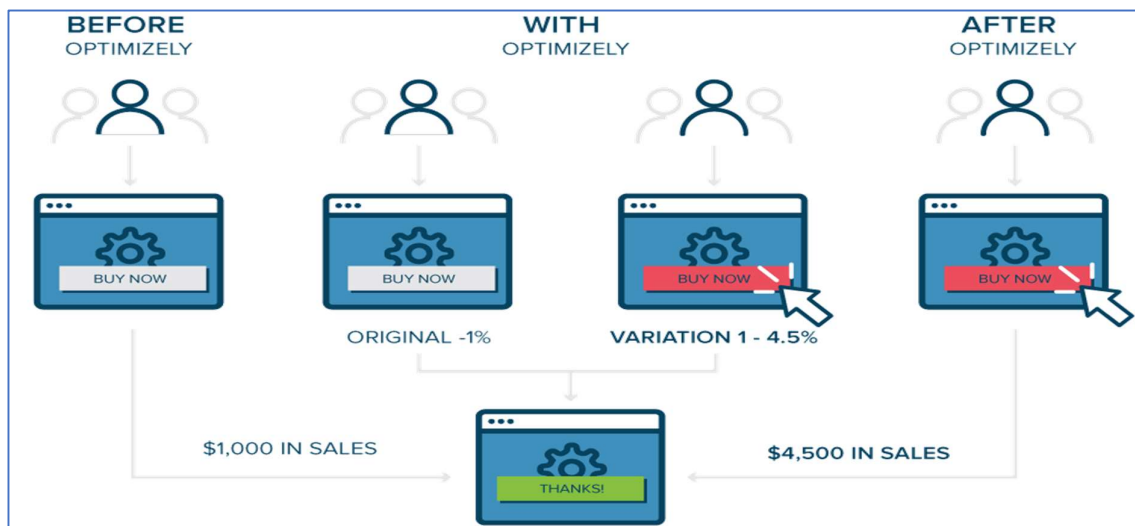 BEFORE
OPTIMIZELY
WITH
OPTIMIZELY
AFTER
OPTIMIZELY
BUY NOW
BUY NOW
BUY NOW
BUY NOW
ORIGINAL -1%
VARIATION 1 - 4.5%
$1,000 IN SALES
$4,500 IN SALES
THANKS!